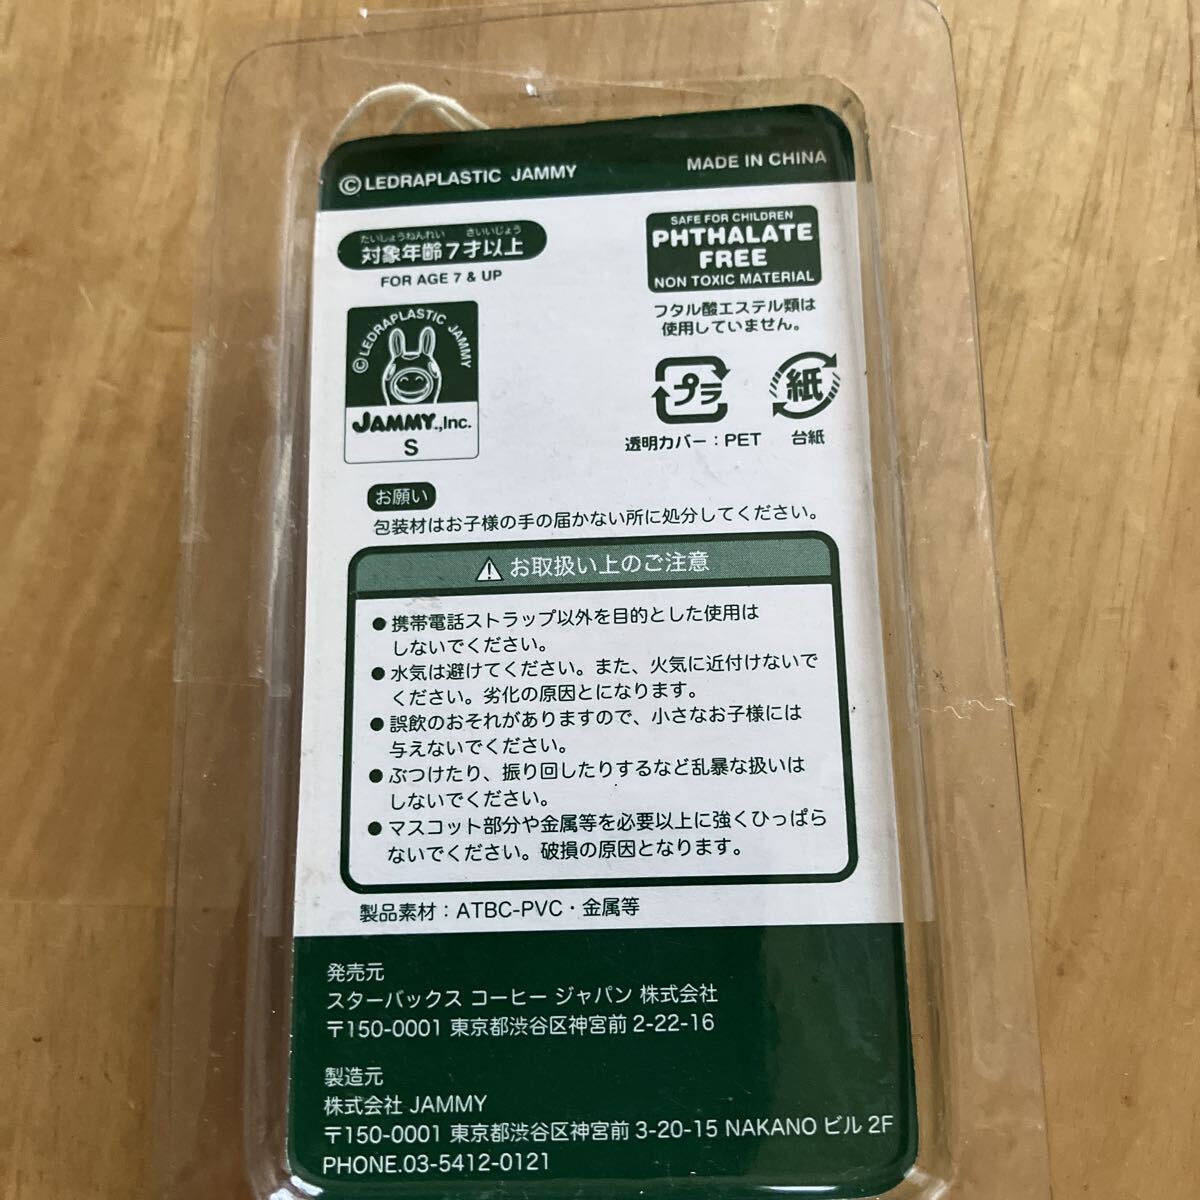 ©LEDRAPLASTIC JAMMY
MADE IN CHINA
たいしょうねんれい さいいじょう
対象年齢7才以上
FOR AGE 7 & UP
SAFE FOR CHILDREN
PHTHALATE
FREE
NON TOXIC MATERIAL
フタル酸エステル類は
使用していません。
©LEDRAPLASTIC JAMMY
JAMMY.,Inc.
S
プラ
透明カバー：PET
紙
台紙
お願い
包装材はお子様の手の届かない所に処分してください。
お取扱い上のご注意
●携帯電話ストラップ以外を目的とした使用は
しないでください。
●水気は避けてください。また、火気に近付けないで
ください。劣化の原因とになります。
●誤飲のおそれがありますので、小さなお子様には
与えないでください。
●ぶつけたり、振り回したりするなど乱暴な扱いは
しないでください。
●マスコット部分や金属等を必要以上に強くひっぱら
ないでください。破損の原因となります。
製品素材：ATBC-PVC・金属等
発売元
スターバックス コーヒー ジャパン 株式会社
〒150-0001 東京都渋谷区神宮前 2-22-16
製造元
株式会社 JAMMY
〒150-0001 東京都渋谷区神宮前 3-20-15 NAKANO ビル 2F
PHONE.03-5412-0121